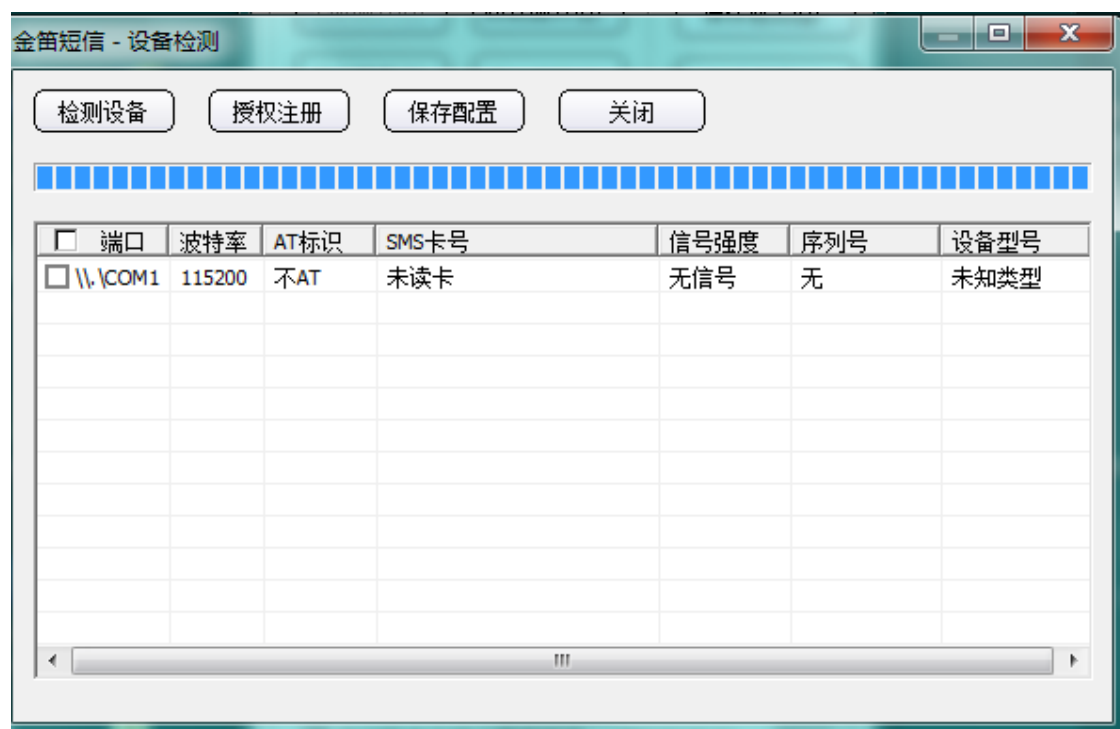 金笛短信 - 设备检测
检测设备 授权注册 保存配置 关闭
端口 波特率 AT标识 SMS卡号 信号强度 序列号 设备型号
\\.\COM1 115200 不AT 未读卡 无信号 无 未知类型